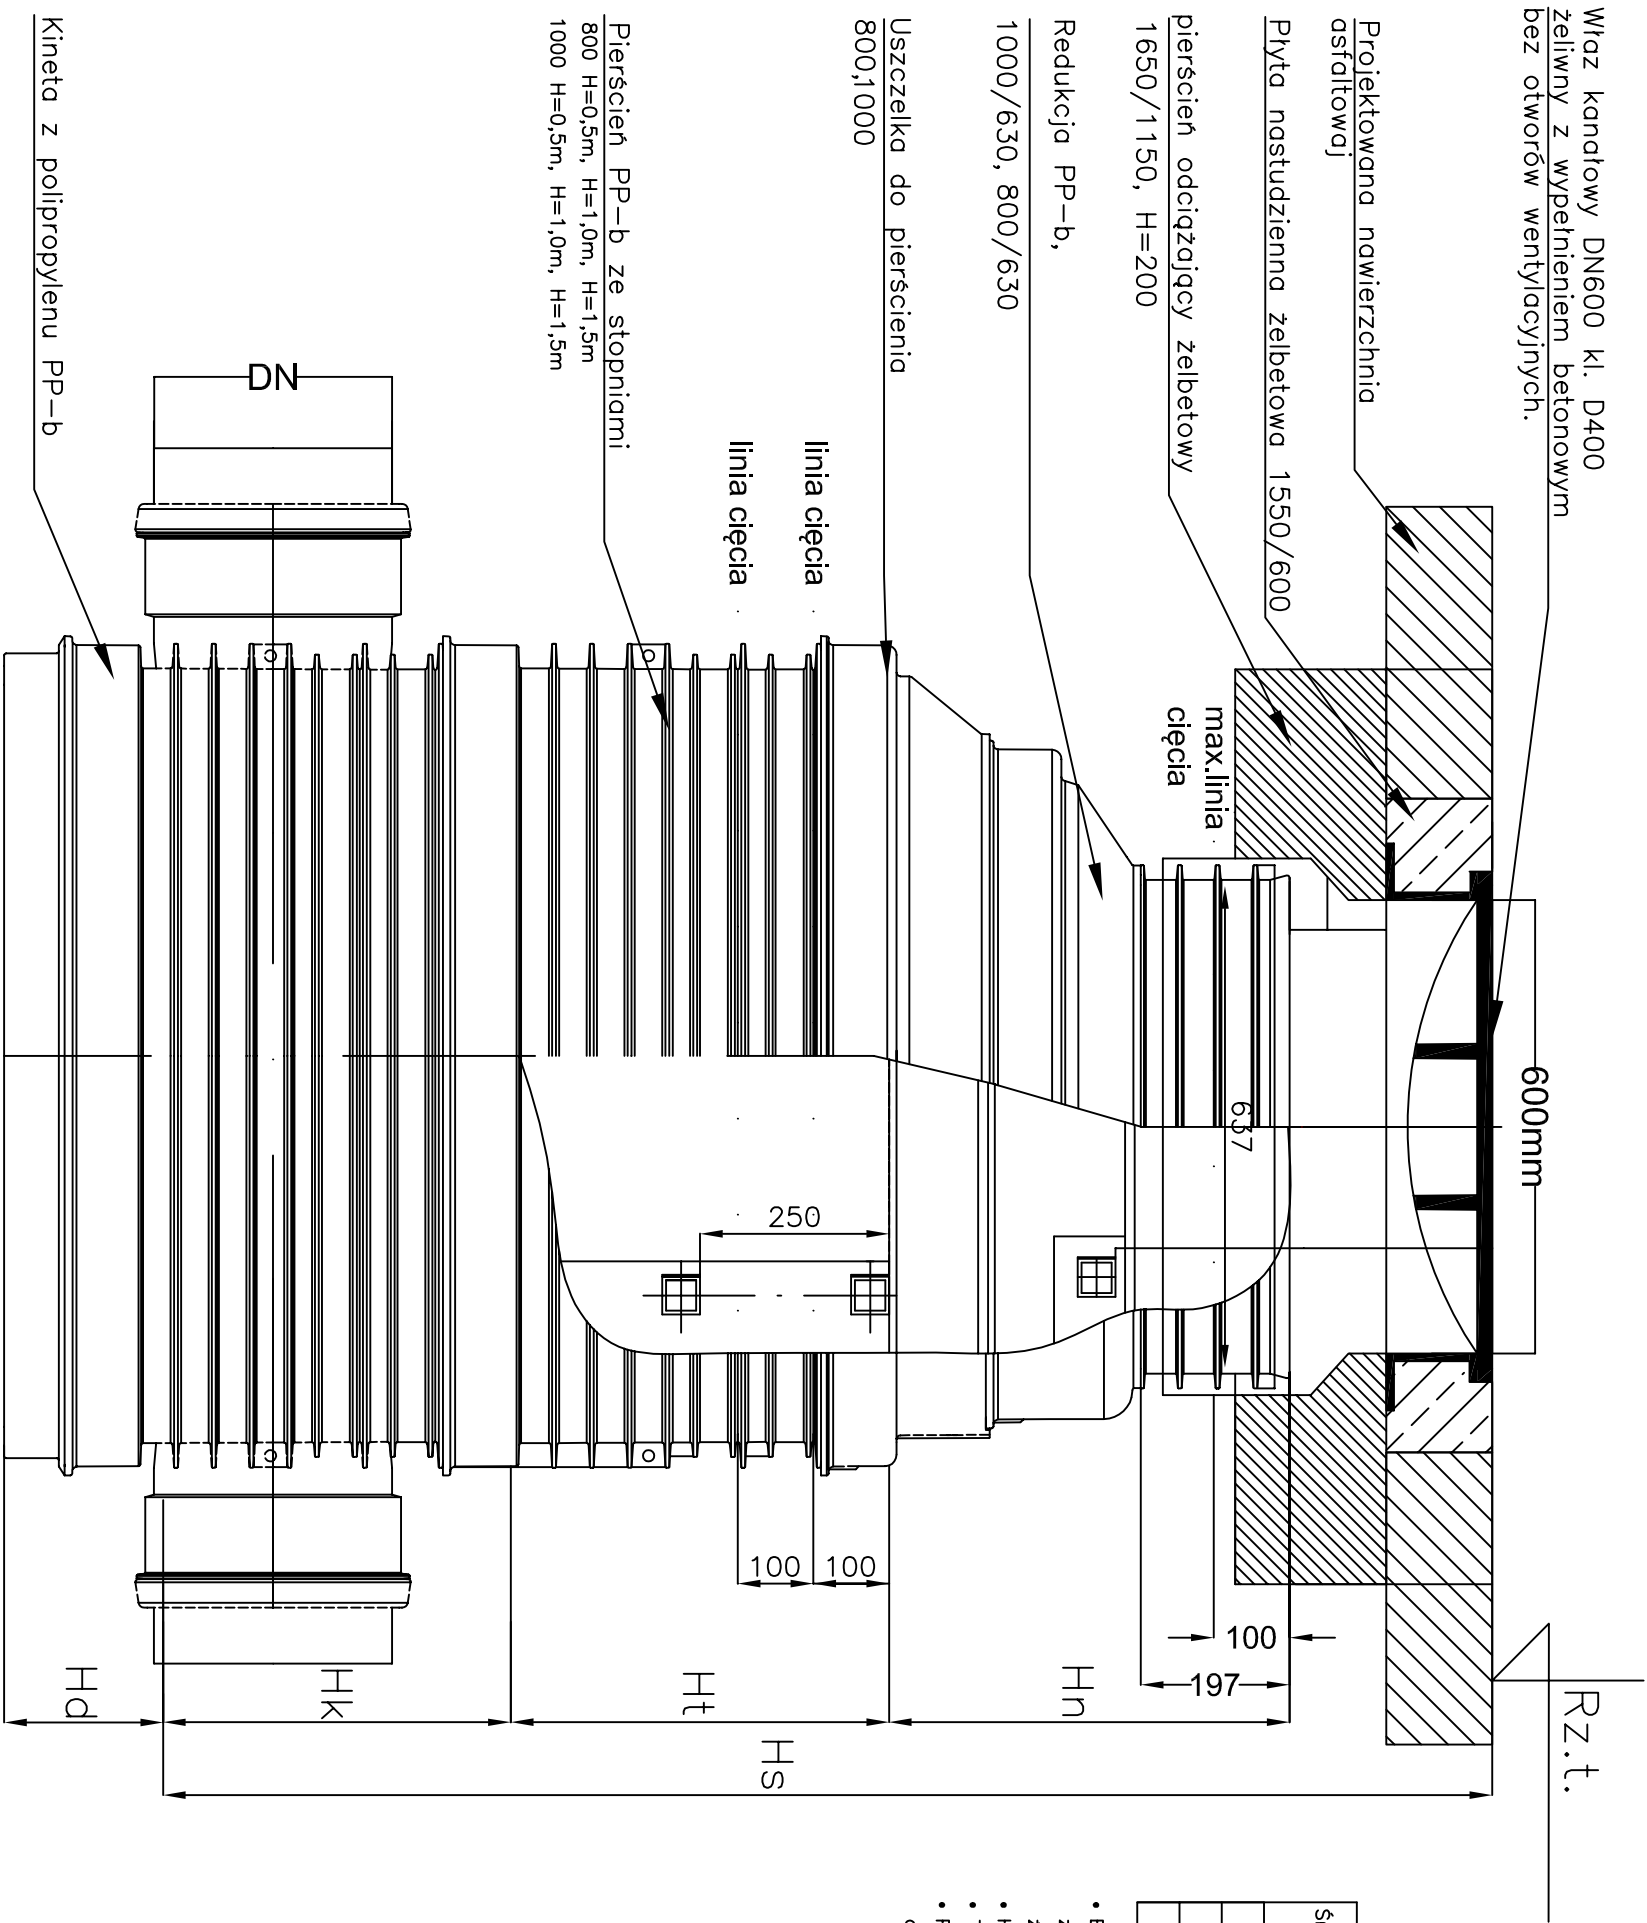 Właz kanałowy DN600 kl. D400
żeliwny z wypełnieniem betonowym
bez otworów wentylacyjnych.
Projektowana nawierzchnia
asfaltowaj
Płyta nastudzienna żelbetowa 1550/600
pierścień odciążający żelbetowy
1650/1150, H=200
Redukcja PP-b,
1000/630, 800/630
Uszczelka do pierścienia
800,1000
Pierścień PP-b ze stopniami
800 H=0,5m, H=1,0m, H=1,5m
1000 H=0,5m, H=1,0m, H=1,5m
Kineta z polipropylenu PP-b
DN
linia cięcia
linia cięcia
max.linia
cięcia
600mm
637
250
100
100
100
197
Rz.t.
Hn
Ht
Hk
Hd
Hs